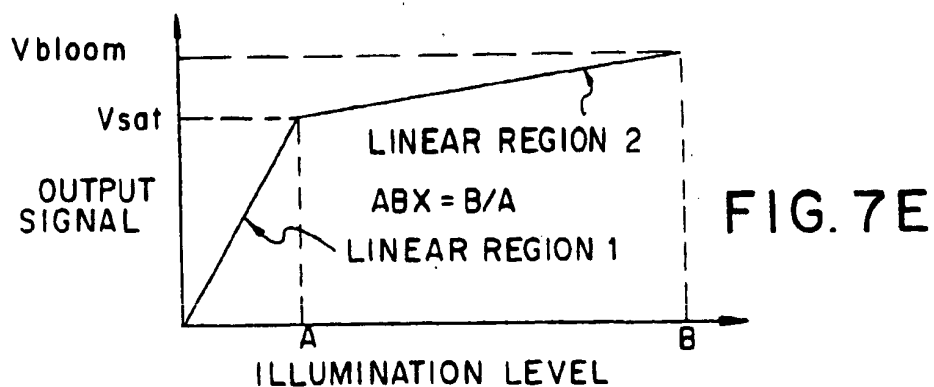 Vbloom
Vsat
LINEAR REGION 2
OUTPUT
SIGNAL
ABX = B/A
LINEAR REGION 1
FIG. 7E
A
B
ILLUMINATION LEVEL